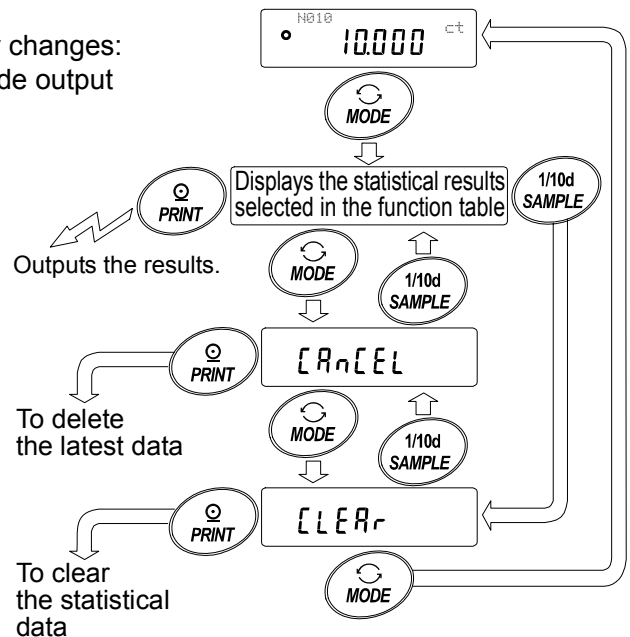 changes:
de output
N010
10.000 ct
MODE
Displays the statistical results
selected in the function table
PRINT
1/10d
SAMPLE
Outputs the results.
MODE
1/10d
SAMPLE
PRINT
CAnCEL
To delete
the latest data
MODE
1/10d
SAMPLE
PRINT
CLEAr
To clear
the statistical
data
MODE